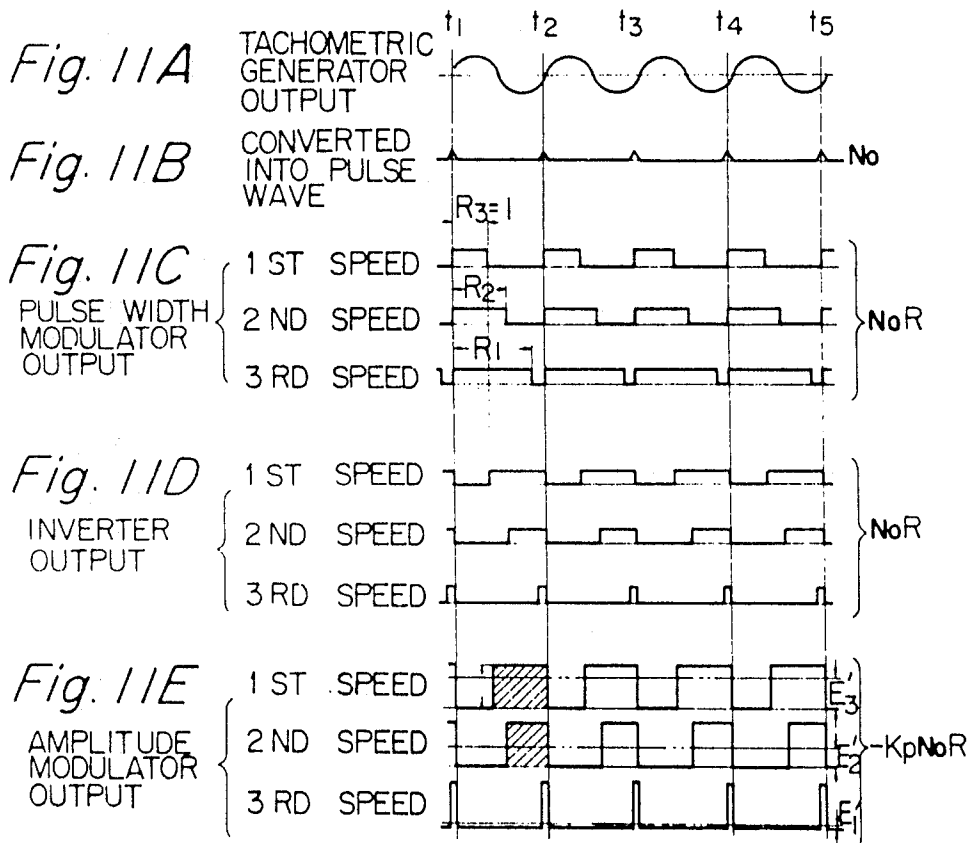 t1 t2 t3 t4 t5
Fig. 11A
TACHOMETRIC
GENERATOR
OUTPUT
Fig. 11B
CONVERTED
INTO PULSE
WAVE
No
R3=1
Fig. 11C
PULSE WIDTH
MODULATOR
OUTPUT
1 ST SPEED
R2
2 ND SPEED
R1
3 RD SPEED
NoR
Fig. 11D
INVERTER
OUTPUT
1 ST SPEED
2 ND SPEED
3 RD SPEED
NoR
Fig. 11E
AMPLITUDE
MODULATOR
OUTPUT
1 ST SPEED
E3'
2 ND SPEED
E2'
3 RD SPEED
E1'
-KpNoR